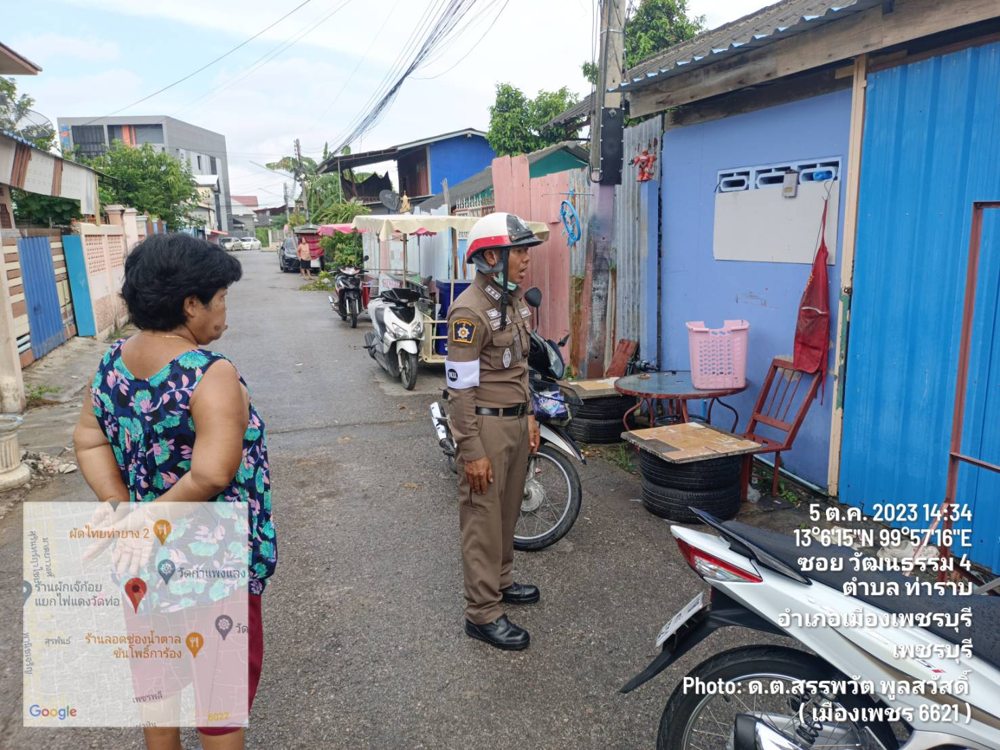 5 ต.ค. 2023 14:34
13°6'15"N 99°57'16"E
ซอย วัฒนธรรม 4
ตำบล ท่าราบ
อำเภอเมืองเพชรบุรี
เพชรบุรี
Photo: ด.ต.สรรพวัต พูลสวัสดิ์
( เมืองเพชร 6621 )
ผัดไทยท่ายาง 2
วัดกำแพงแลง
ร้านผักเจ๊ก้อย
แยกไฟแดงวัดท่อ
วัด
สุรพันธ์
ร้านลอดช่องน้ำตาล
ข้นโพธิ์การ้อง
เพชรพลี
6022
Google